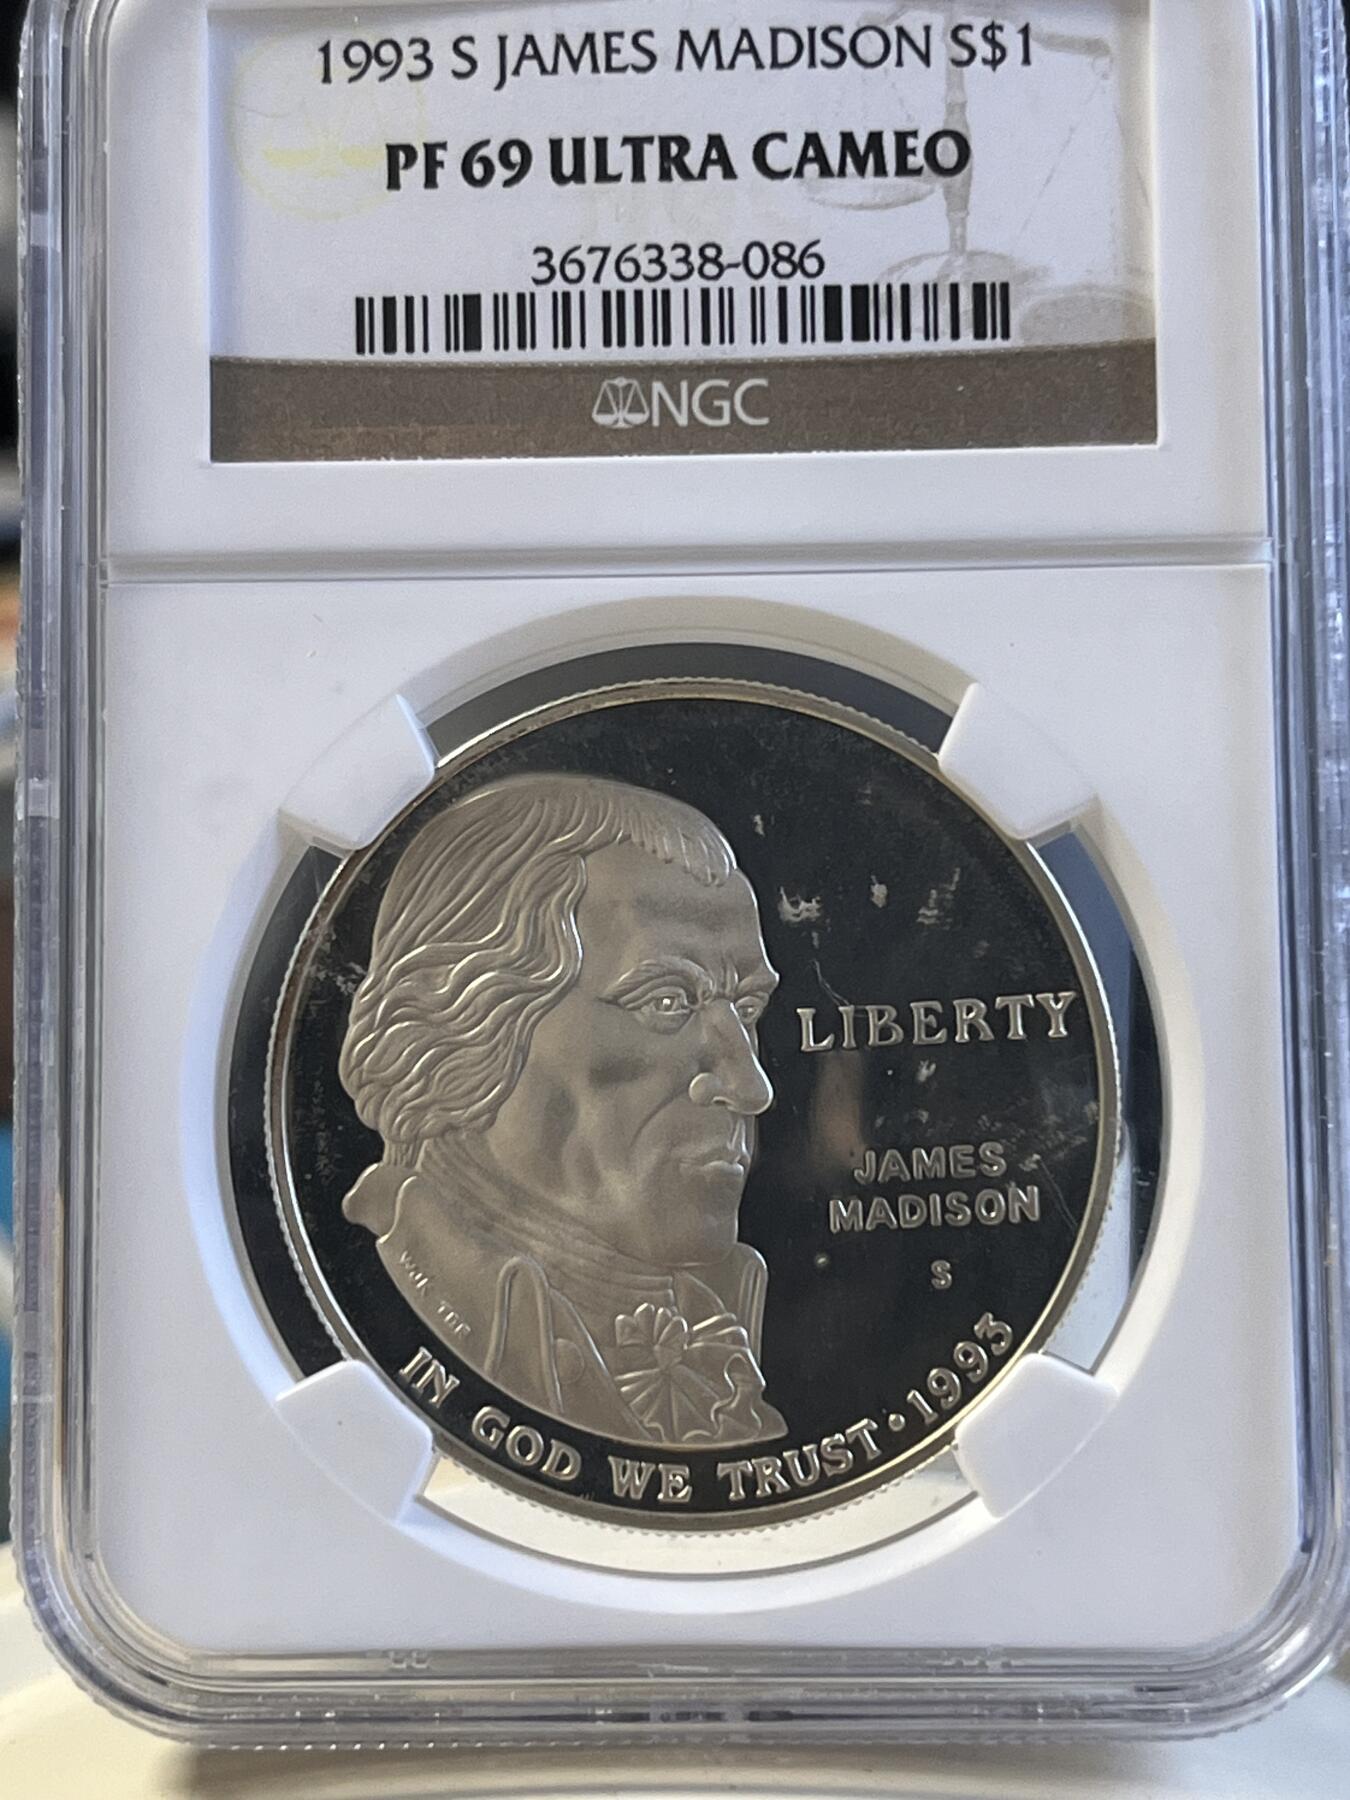 1993 S JAMES MADISON S$1
PF 69 ULTRA CAMEO
3676338-086
NGC
LIBERTY
JAMES
MADISON
S
IN GOD WE TRUST • 1993